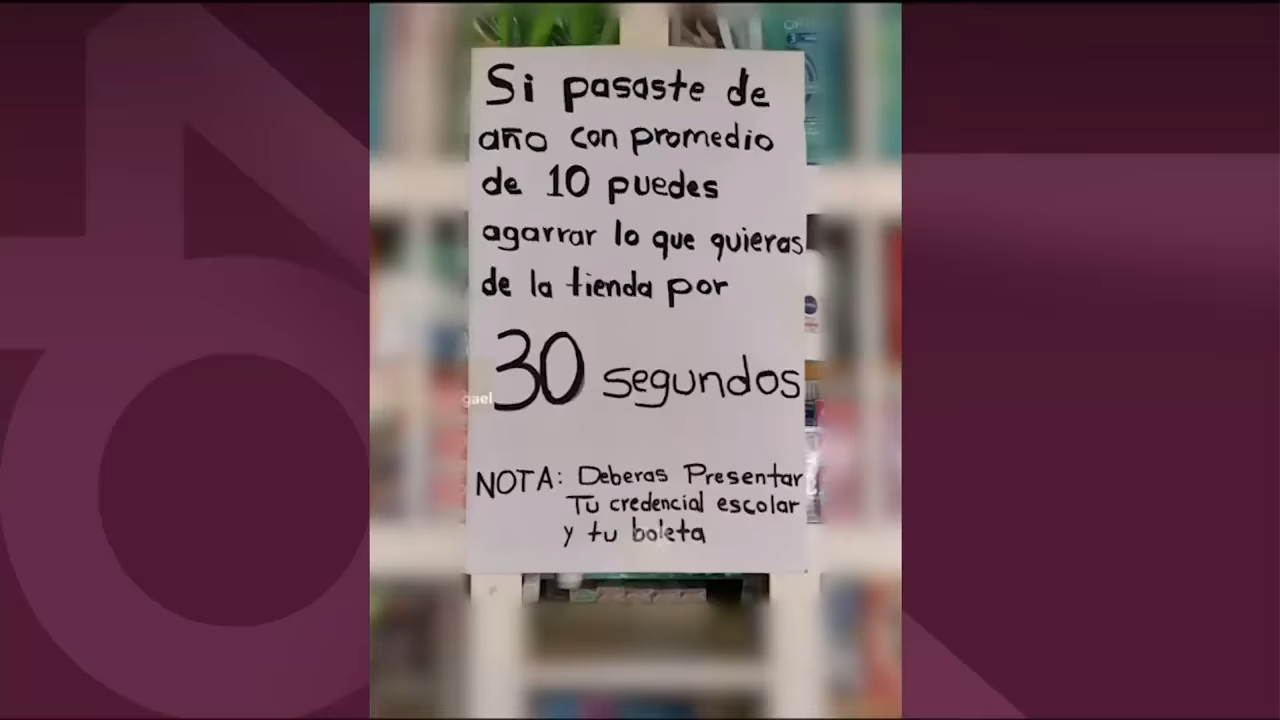 Si pasaste de
año con promedio
de 10 puedes
agarrar lo que quieras
de la tienda por
30 segundos
gael
NOTA: Deberas Presentar
Tu credencial escolar
y tu boleta